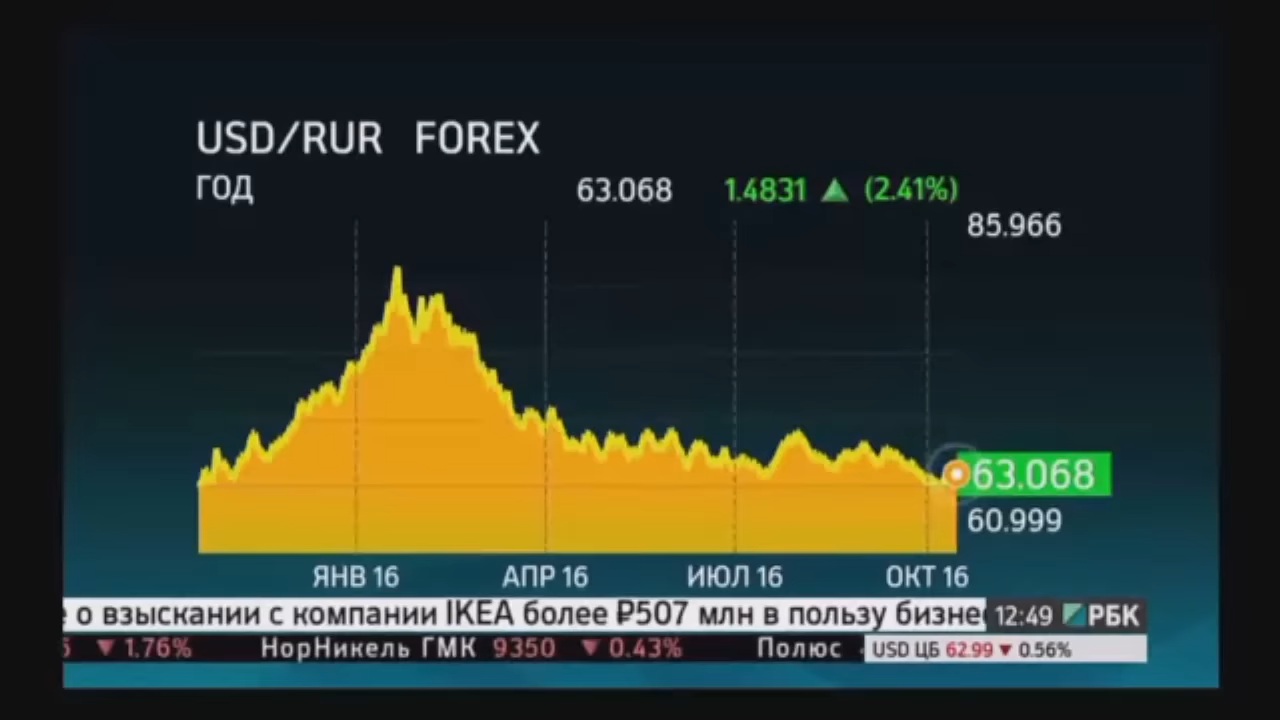 USD/RUR FOREX
ГОД 63.068 1.4831 ▲ (2.41%)
85.966
63.068
60.999
ЯНВ 16 АПР 16 ИЮЛ 16 ОКТ 16
о взыскании с компании IKEA более ₽507 млн в пользу 12:49 РБК
▼ 1.76% НорНикель ГМК 9350 ▼ 0.43% Полюс USD ЦБ 62.99 ▼ 0.56%